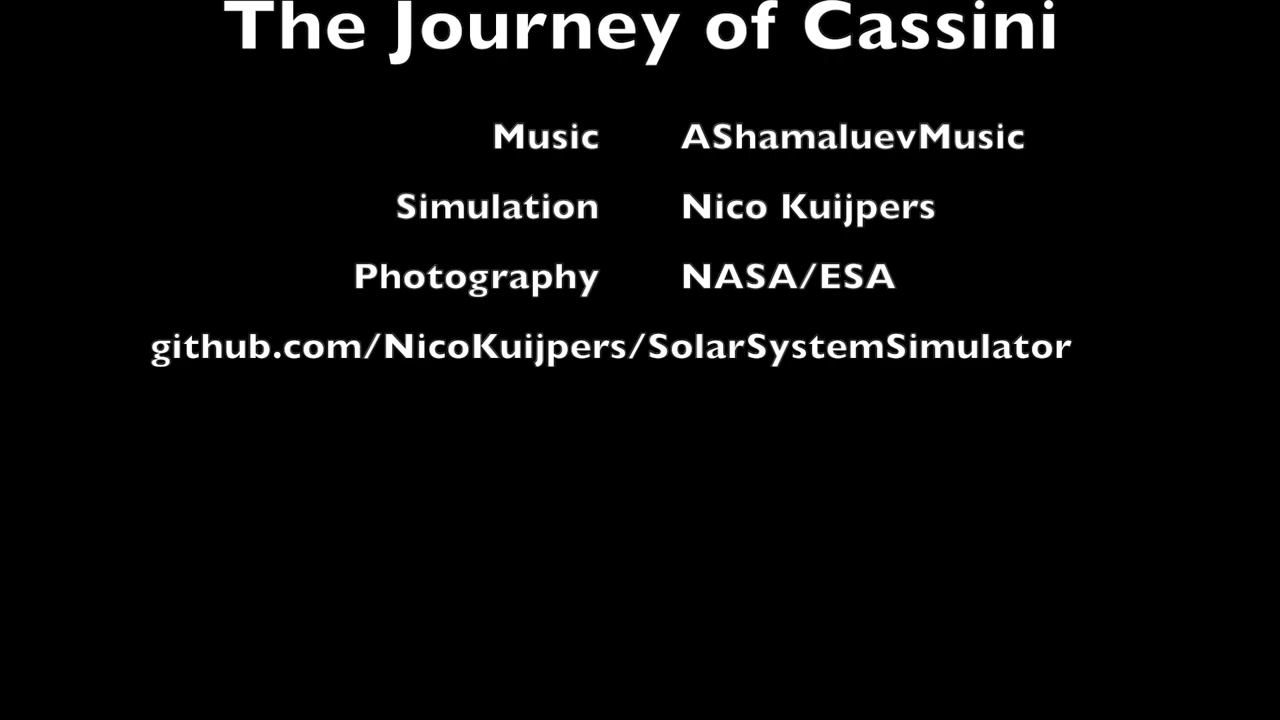 The Journey of Cassini
Music AShamaluevMusic
Simulation Nico Kuijpers
Photography NASA/ESA
github.com/NicoKuijpers/SolarSystemSimulator